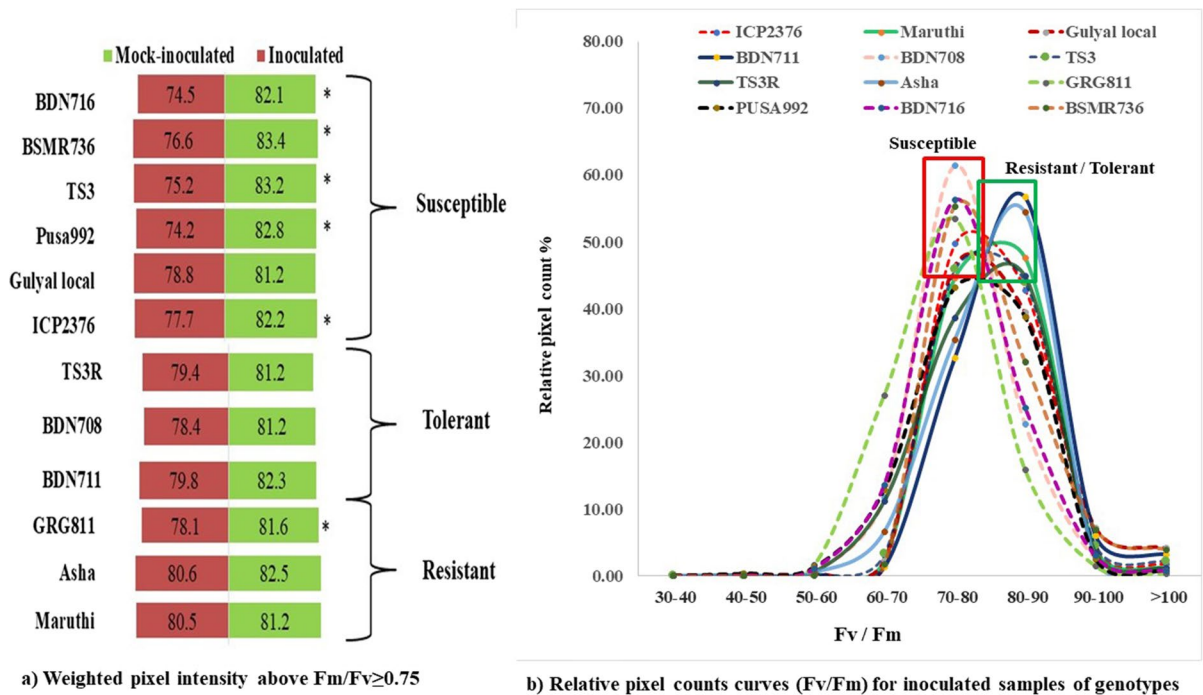 Mock-inoculated Inoculated
BDN716 74.5 82.1 *
BSMR736 76.6 83.4 *
TS3 75.2 83.2 *
Pusa992 74.2 82.8 *
Gulyal local 78.8 81.2
ICP2376 77.7 82.2 *
Susceptible
TS3R 79.4 81.2
BDN708 78.4 81.2
BDN711 79.8 82.3
Tolerant
GRG811 78.1 81.6 *
Asha 80.6 82.5
Maruthi 80.5 81.2
Resistant
a) Weighted pixel intensity above Fm/Fv≥0.75
ICP2376 Maruthi Gulyal local
BDN711 BDN708 TS3
TS3R Asha GRG811
PUSA992 BDN716 BSMR736
Susceptible
Resistant / Tolerant
Relative pixel count %
80.00
70.00
60.00
50.00
40.00
30.00
20.00
10.00
0.00
30-40 40-50 50-60 60-70 70-80 80-90 90-100 >100
Fv / Fm
b) Relative pixel counts curves (Fv/Fm) for inoculated samples of genotypes